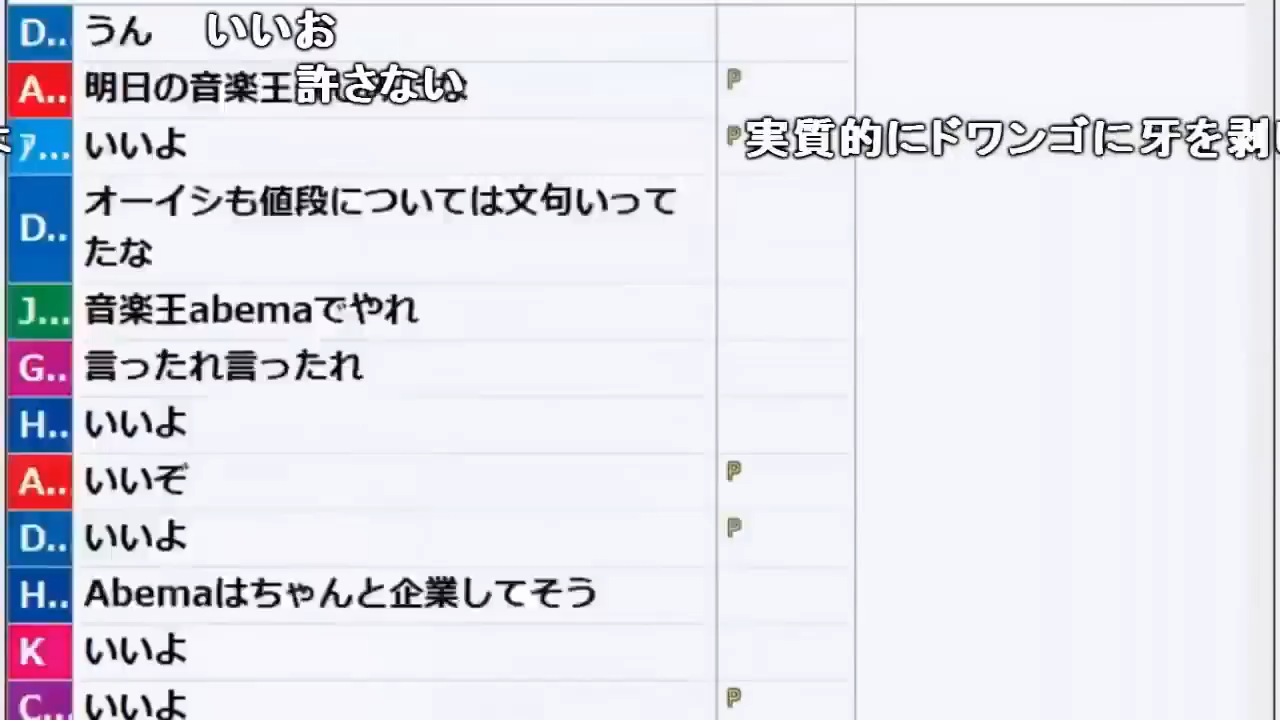 D.. うん いいお
A.. 明日の音楽王
許さない
P
ｱ... いいよ
P
実質的にドワンゴに牙を剥
D.. オーイシも値段については文句いって
たな
J... 音楽王abemaでやれ
G.. 言ったれ言ったれ
H.. いいよ
A.. いいぞ P
D.. いいよ P
H.. Abemaはちゃんと企業してそう
K いいよ
C... いいよ P